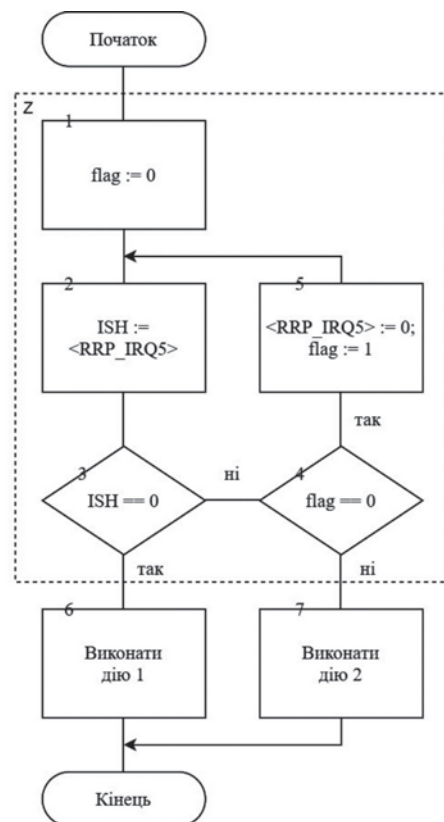 Початок
Z
1
flag := 0
2
ISH :=
<RRP_IRQ5>
5
<RRP_IRQ5> := 0;
flag := 1
так
3
ISH == 0
ні
4
flag == 0
так
ні
6
Виконати
дію 1
7
Виконати
дію 2
Кінець